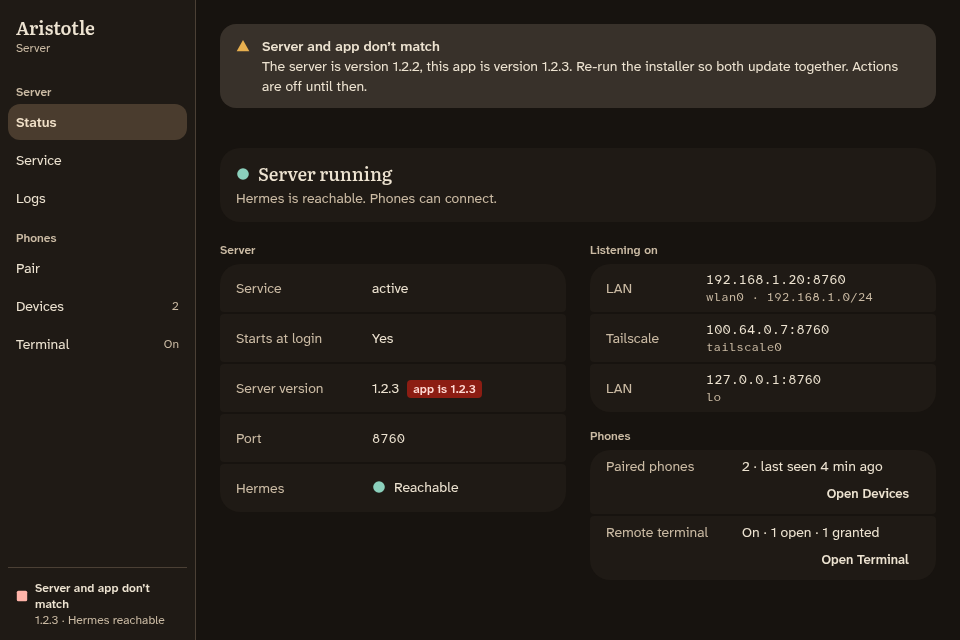 Aristotle
Server
Server
Status
Service
Logs
Phones
Pair
Devices 2
Terminal On
Server and app don't
match
1.2.3 · Hermes reachable
Server and app don't match
The server is version 1.2.2, this app is version 1.2.3. Re-run the installer so both update together. Actions
are off until then.
Server running
Hermes is reachable. Phones can connect.
Server
Service active
Starts at login Yes
Server version 1.2.3 app is 1.2.3
Port 8760
Hermes Reachable
Listening on
LAN 192.168.1.20:8760
wlan0 · 192.168.1.0/24
Tailscale 100.64.0.7:8760
tailscale0
LAN 127.0.0.1:8760
lo
Phones
Paired phones 2 · last seen 4 min ago
Open Devices
Remote terminal On · 1 open · 1 granted
Open Terminal